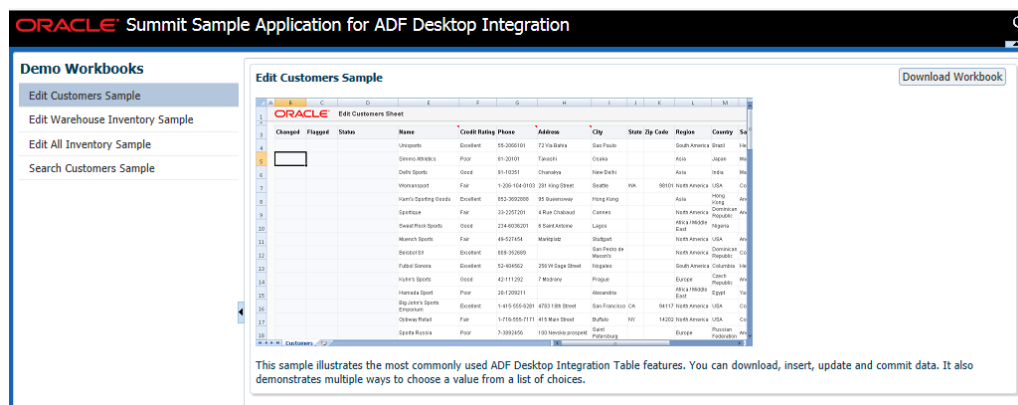 ORACLE Summit Sample Application for ADF Desktop Integration
Demo Workbooks
Edit Customers Sample
Edit Warehouse Inventory Sample
Edit All Inventory Sample
Search Customers Sample
Edit Customers Sample
Download Workbook
ORACLE Edit Customers Sheet
Changed Flagged Status Name Credit Rating Phone Address City State Zip Code Region Country
Unisports Excellent 55-2066101 72 Via Bahia Sao Paolo South America Brazil
Simms Athletics Poor 81-20101 Takashi Osaka Asia Japan
Delhi Sports Good 91-10351 Chanakya New Delhi Asia India
Womansport Fair 1-206-104-0103 281 King Street Seattle WA 98101 North America USA
Kam's Sporting Goods Excellent 852-3692888 95 Queensway Hong Kong Asia Hong Kong
Sportique Fair 33-2257201 4 Rue Chabaud Cannes North America Dominican Republic
Sweet Rock Sports Good 234-6036201 6 Saint Antoine Lagos Africa / Middle East Nigeria
Muench Sports Fair 49-527454 Marktplatz Stuttgart North America USA
Beisbol Si! Excellent 809-352689 San Pedro de Macon's North America Dominican Republic
Futbol Sonora Excellent 52-404562 259 W Sage Street Nogales South America Columbia
Kuhn's Sports Good 42-111292 7 Modrany Prague Europe Czech Republic
Hamada Sport Poor 20-1209211 Alexandria Africa / Middle East Egypt
Big John's Sports Emporium Excellent 1-415-555-6281 4783 18th Street San Francisco CA 94117 North America USA
Ojibway Retail Fair 1-716-555-7171 415 Main Street Buffalo NY 14202 North America USA
Sporta Russia Poor 7-3892456 100 Nevsky prospekt Saint Petersburg Europe Russian Federation
Customers
This sample illustrates the most commonly used ADF Desktop Integration Table features. You can download, insert, update and commit data. It also
demonstrates multiple ways to choose a value from a list of choices.